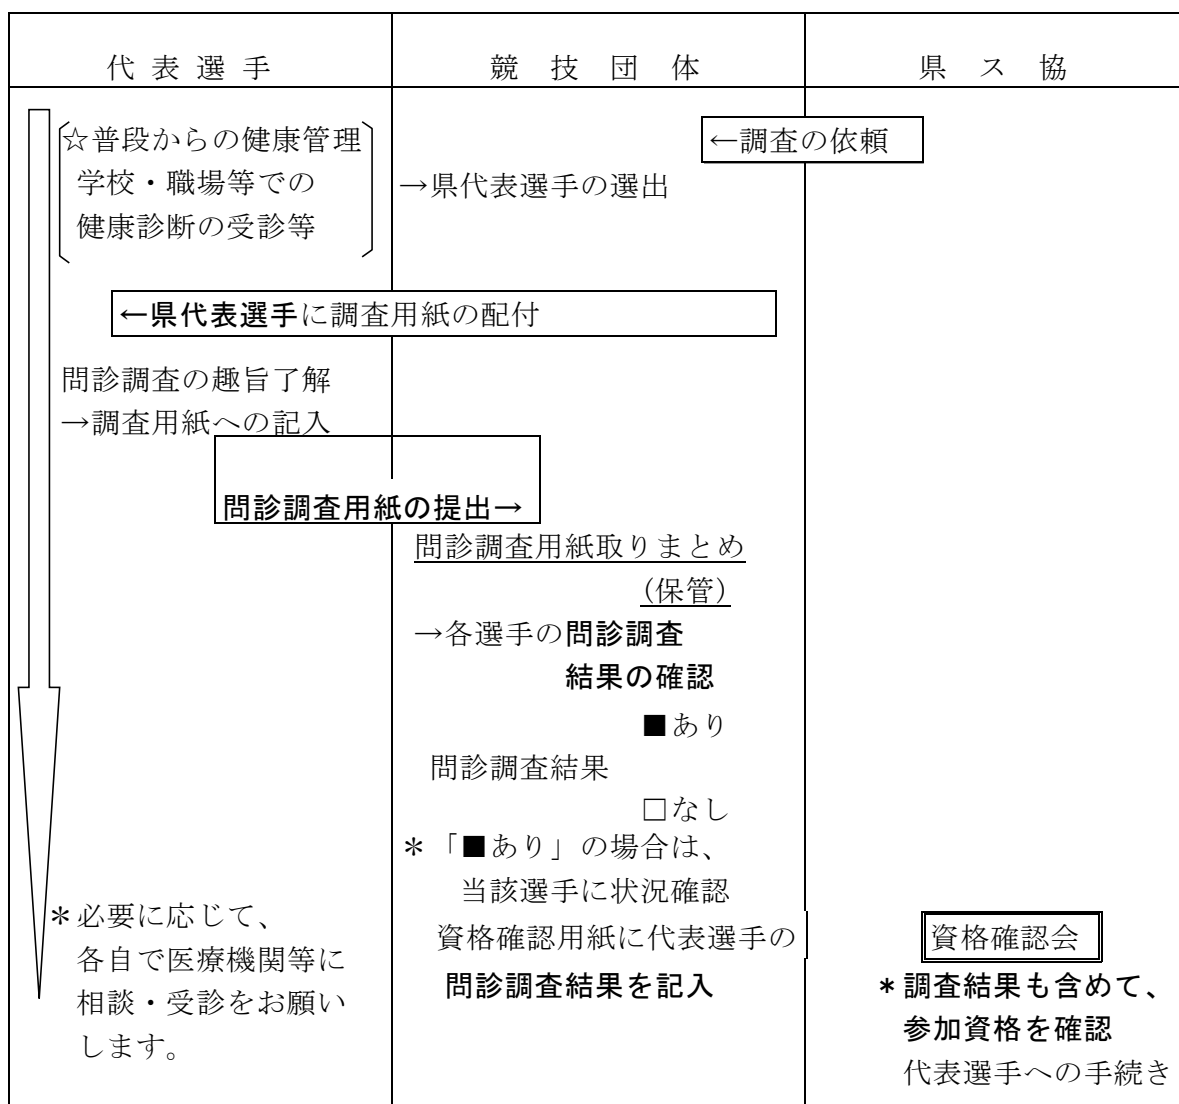 代表選手
競技団体
県ス協
☆普段からの健康管理
学校・職場等での
健康診断の受診等
←調査の依頼
→県代表選手の選出
←県代表選手に調査用紙の配付
問診調査の趣旨了解
→調査用紙への記入
問診調査用紙の提出→
問診調査用紙取りまとめ
(保管)
→各選手の問診調査
結果の確認
■あり
問診調査結果
□なし
＊「■あり」の場合は、
当該選手に状況確認
資格確認用紙に代表選手の
問診調査結果を記入
＊必要に応じて、
各自で医療機関等に
相談・受診をお願い
します。
資格確認会
＊調査結果も含めて、
参加資格を確認
代表選手への手続き